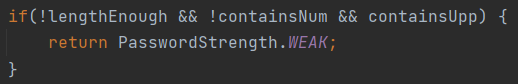 if(!lengthEnough && !containsNum && containsUpp) {
    return PasswordStrength.WEAK;
}